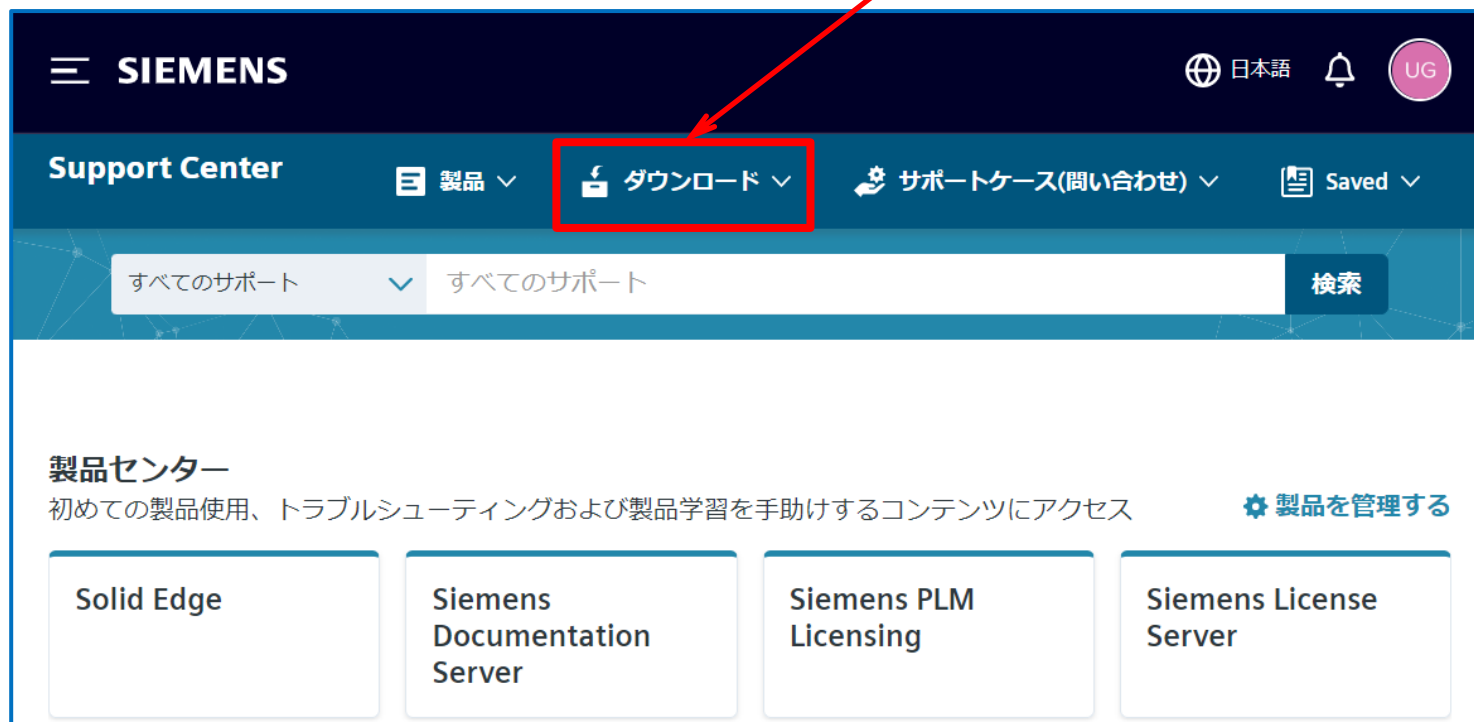 SIEMENS
日本語
UG
Support Center
製品
ダウンロード
サポートケース(問い合わせ)
Saved
すべてのサポート
すべてのサポート
検索
製品センター
初めての製品使用、トラブルシューティングおよび製品学習を手助けするコンテンツにアクセス
製品を管理する
Solid Edge
Siemens
Documentation
Server
Siemens PLM
Licensing
Siemens License
Server